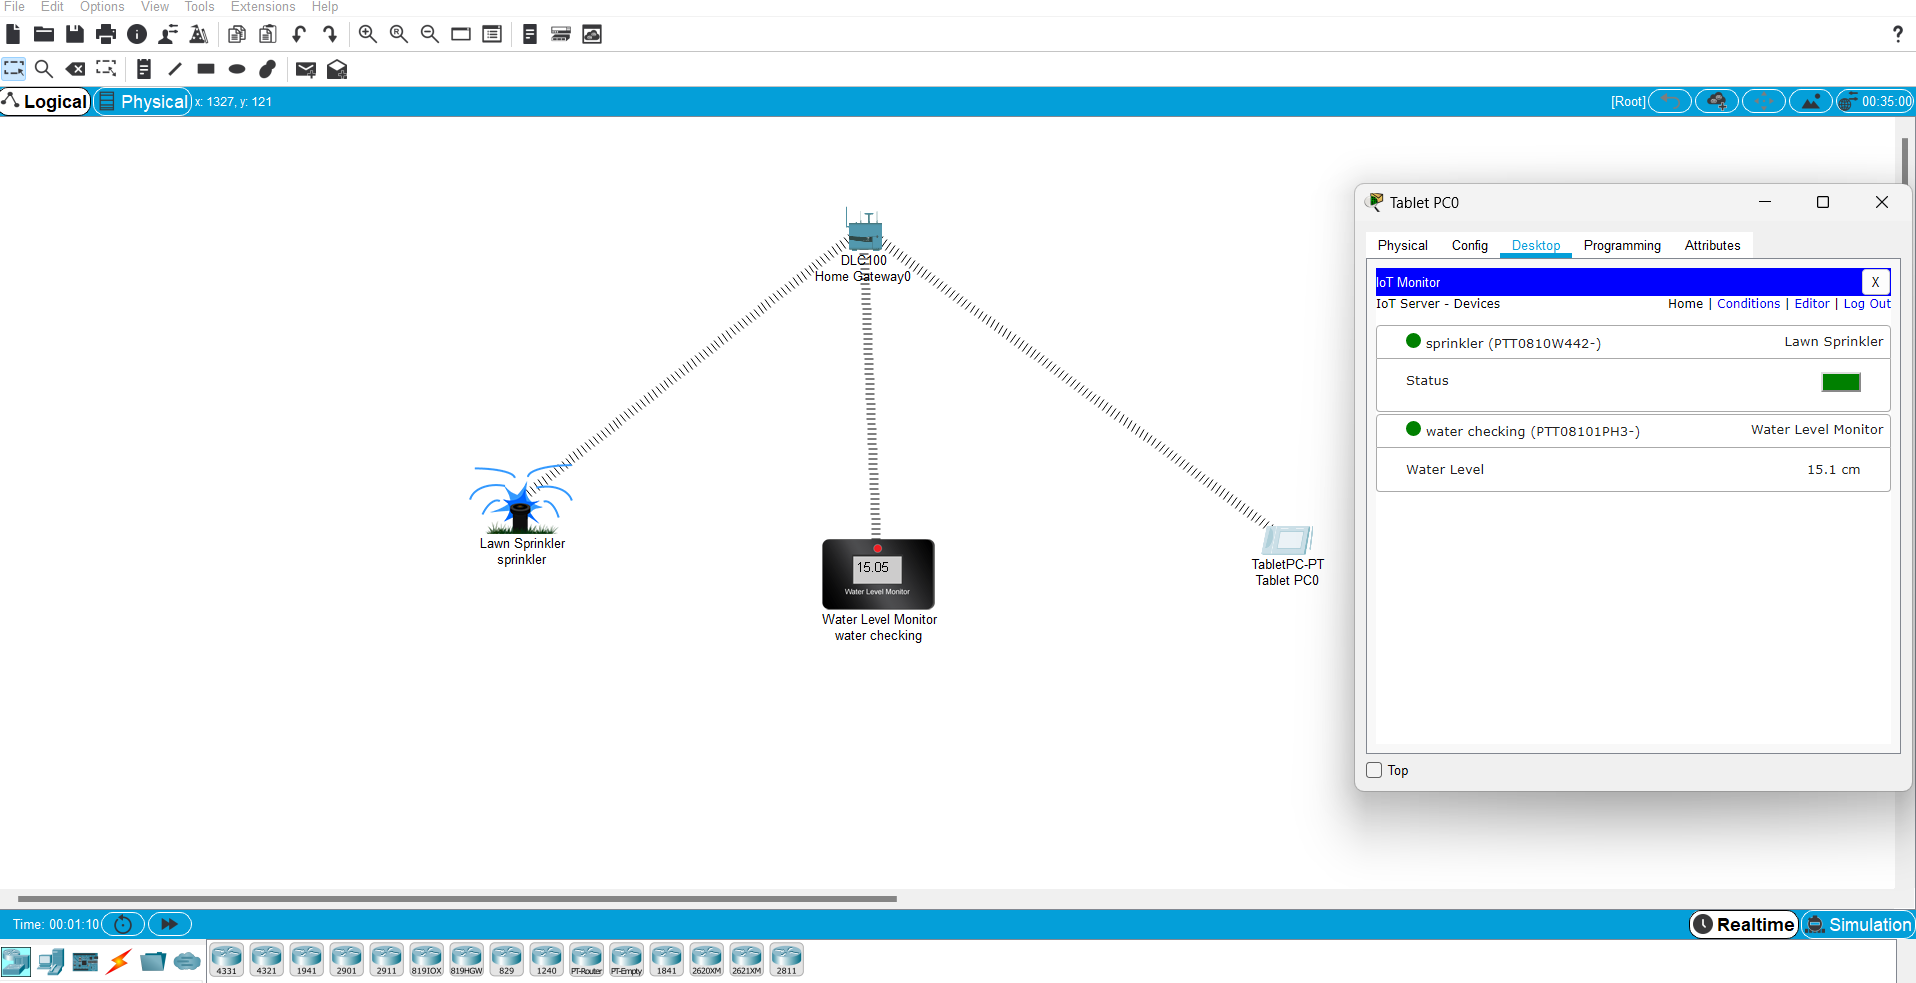 File Edit Options View Tools Extensions Help
?
Logical Physical x: 1327, y: 121 [Root] 00:35:00
DLC100
Home Gateway0
Lawn Sprinkler
sprinkler
15.05
Water Level Monitor
Water Level Monitor
water checking
TabletPC-PT
Tablet PC0
Tablet PC0
Physical Config Desktop Programming Attributes
IoT Monitor X
IoT Server - Devices Home | Conditions | Editor | Log Out
sprinkler (PTT0810W442-) Lawn Sprinkler
Status
water checking (PTT08101PH3-) Water Level Monitor
Water Level 15.1 cm
Top
Time: 00:01:10 Realtime Simulation
4331 4321 1941 2901 2911 819IOX 819HGW 829 1240 PT-Router PT-Empty 1841 2620XM 2621XM 2811